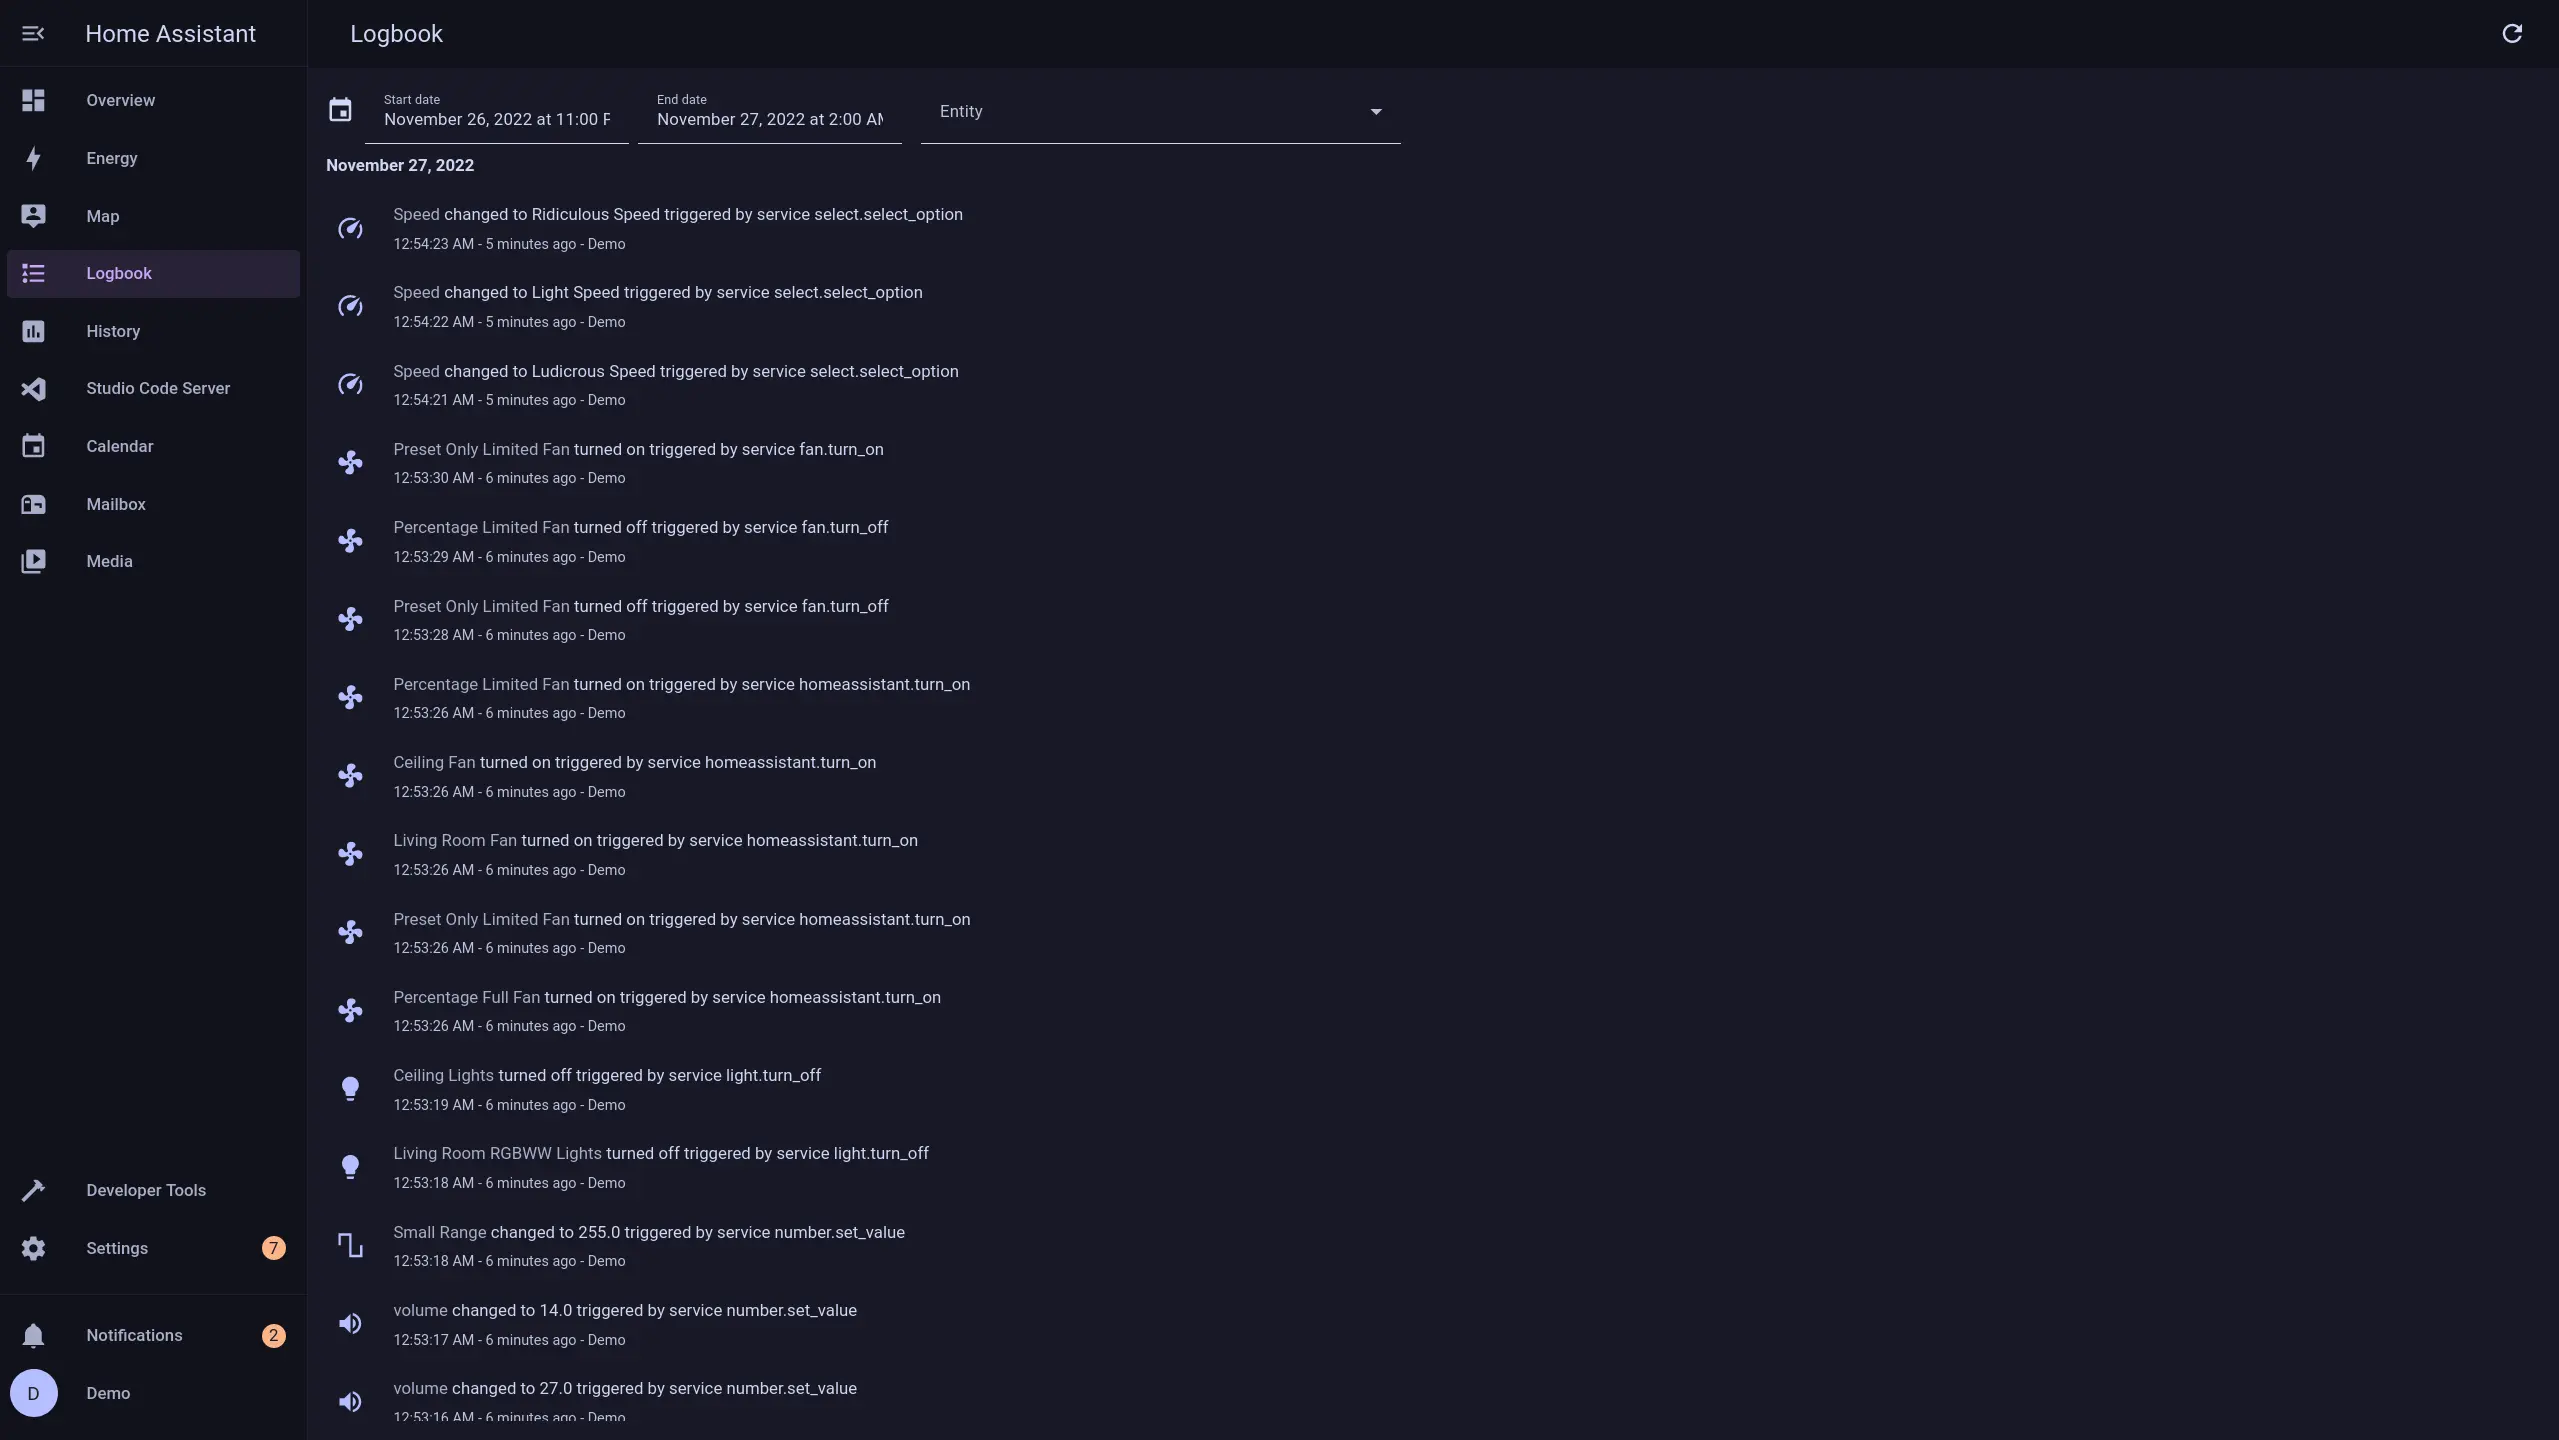 Home Assistant
Logbook
Overview
Energy
Map
Logbook
History
Studio Code Server
Calendar
Mailbox
Media
Developer Tools
Settings
7
Notifications
2
D
Demo
Start date
November 26, 2022 at 11:00 P
End date
November 27, 2022 at 2:00 AM
Entity
November 27, 2022
Speed changed to Ridiculous Speed triggered by service select.select_option
12:54:23 AM - 5 minutes ago - Demo
Speed changed to Light Speed triggered by service select.select_option
12:54:22 AM - 5 minutes ago - Demo
Speed changed to Ludicrous Speed triggered by service select.select_option
12:54:21 AM - 5 minutes ago - Demo
Preset Only Limited Fan turned on triggered by service fan.turn_on
12:53:30 AM - 6 minutes ago - Demo
Percentage Limited Fan turned off triggered by service fan.turn_off
12:53:29 AM - 6 minutes ago - Demo
Preset Only Limited Fan turned off triggered by service fan.turn_off
12:53:28 AM - 6 minutes ago - Demo
Percentage Limited Fan turned on triggered by service homeassistant.turn_on
12:53:26 AM - 6 minutes ago - Demo
Ceiling Fan turned on triggered by service homeassistant.turn_on
12:53:26 AM - 6 minutes ago - Demo
Living Room Fan turned on triggered by service homeassistant.turn_on
12:53:26 AM - 6 minutes ago - Demo
Preset Only Limited Fan turned on triggered by service homeassistant.turn_on
12:53:26 AM - 6 minutes ago - Demo
Percentage Full Fan turned on triggered by service homeassistant.turn_on
12:53:26 AM - 6 minutes ago - Demo
Ceiling Lights turned off triggered by service light.turn_off
12:53:19 AM - 6 minutes ago - Demo
Living Room RGBWW Lights turned off triggered by service light.turn_off
12:53:18 AM - 6 minutes ago - Demo
Small Range changed to 255.0 triggered by service number.set_value
12:53:18 AM - 6 minutes ago - Demo
volume changed to 14.0 triggered by service number.set_value
12:53:17 AM - 6 minutes ago - Demo
volume changed to 27.0 triggered by service number.set_value
12:53:16 AM - 6 minutes ago - Demo